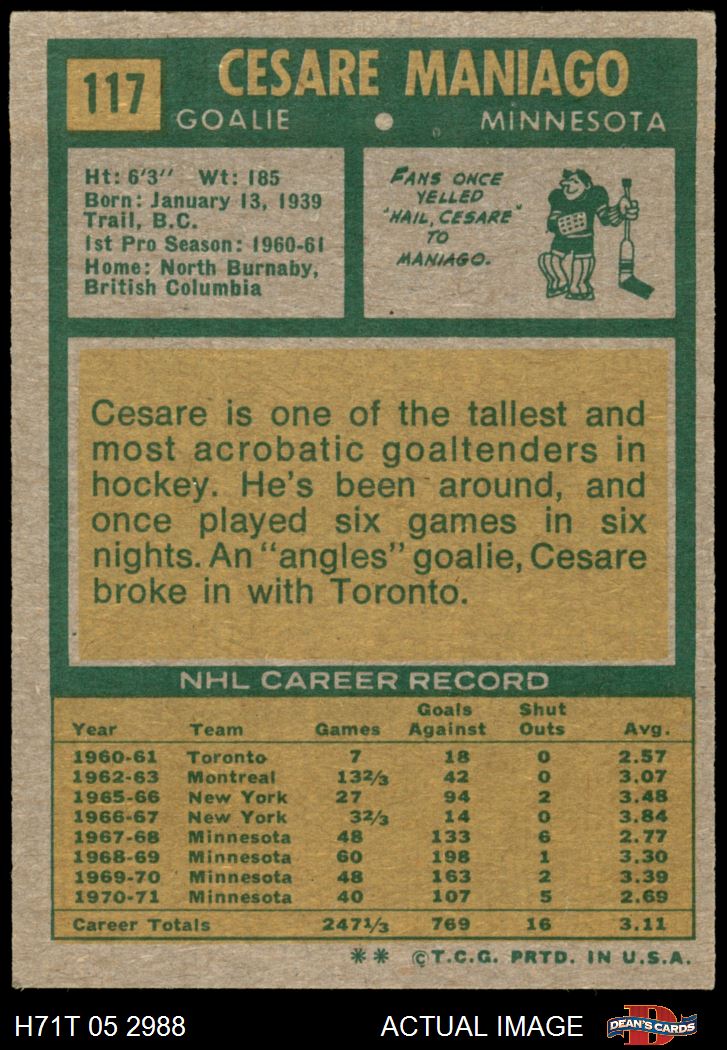 117
CESARE MANIAGO
GOALIE
MINNESOTA
Ht: 6'3" Wt: 185
Born: January 13, 1939
Trail, B.C.
1st Pro Season: 1960-61
Home: North Burnaby,
British Columbia
FANS ONCE
YELLED
"HAIL, CESARE"
TO
MANIAGO.
Cesare is one of the tallest and
most acrobatic goaltenders in
hockey. He's been around, and
once played six games in six
nights. An "angles" goalie, Cesare
broke in with Toronto.
NHL CAREER RECORD
Year Team Games Goals Against Shut Outs Avg.
1960-61 Toronto 7 18 0 2.57
1962-63 Montreal 132/3 42 0 3.07
1965-66 New York 27 94 2 3.48
1966-67 New York 32/3 14 0 3.84
1967-68 Minnesota 48 133 6 2.77
1968-69 Minnesota 60 198 1 3.30
1969-70 Minnesota 48 163 2 3.39
1970-71 Minnesota 40 107 5 2.69
Career Totals 2471/3 769 16 3.11
** ©T.C.G. PRTD. IN U.S.A.
H71T 05 2988 ACTUAL IMAGE
D
DEAN'S CARDS